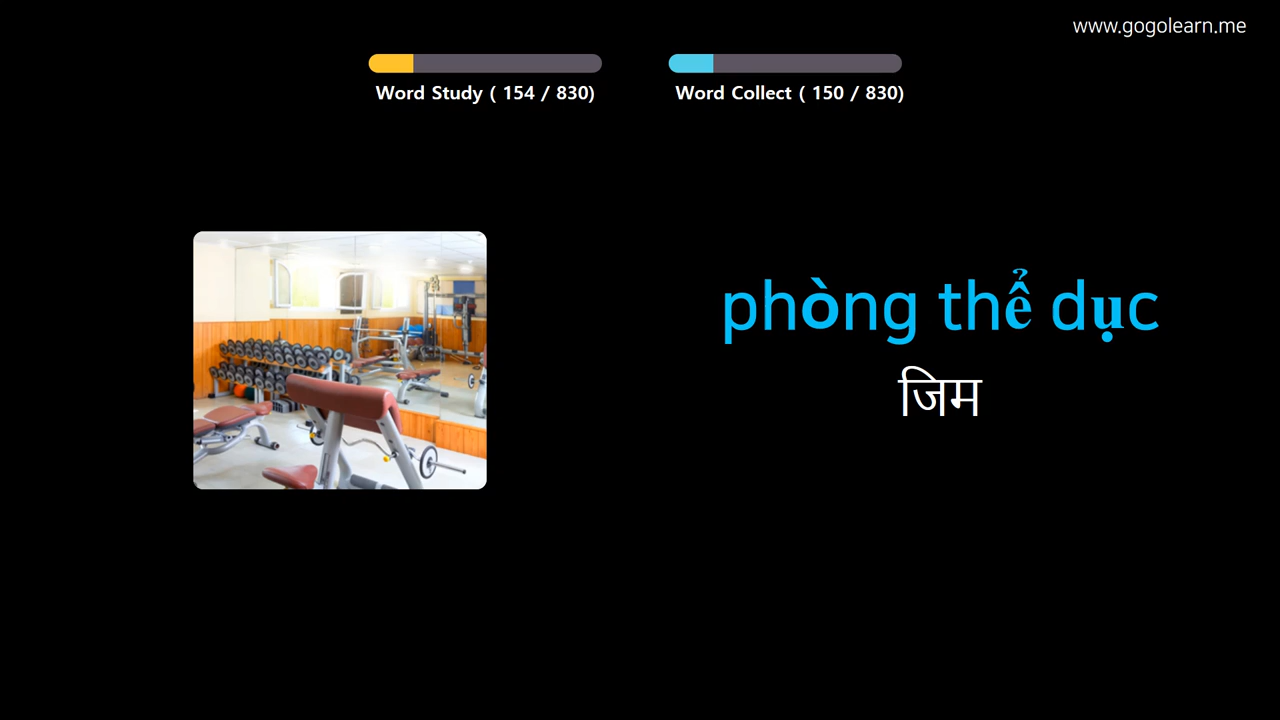 www.gogolearn.me
Word Study ( 154 / 830)
Word Collect ( 150 / 830)
phòng thể dục
जिम